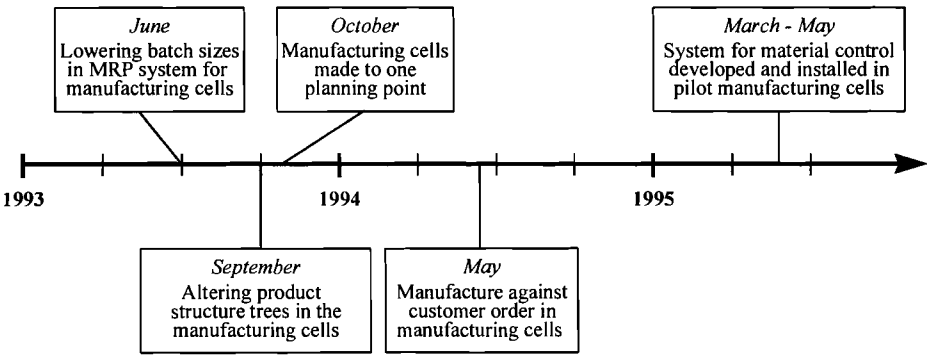 June
Lowering batch sizes
in MRP system for
manufacturing cells
October
Manufacturing cells
made to one
planning point
March - May
System for material control
developed and installed in
pilot manufacturing cells
1993
1994
1995
September
Altering product
structure trees in the
manufacturing cells
May
Manufacture against
customer order in
manufacturing cells